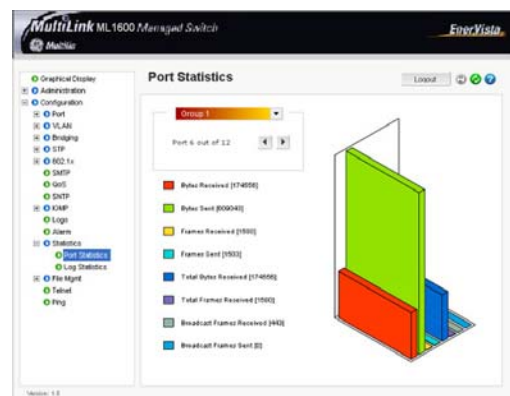 MultiLink ML1600 Managed Switch
EnerVista
Multilin
Graphical Display
Administration
Configuration
Port
VLAN
Bridging
STP
802.1x
SMTP
QoS
SNTP
IGMP
Logs
Alarm
Statistics
Port Statistics
Log Statistics
File Mgmt
Telnet
Ping
Version: 1.0
Port Statistics
Logout
Group 1
Port 6 out of 12
Bytes Received [174656]
Bytes Sent [609040]
Frames Received [1500]
Frames Sent [1503]
Total Bytes Received [174656]
Total Frames Received [1500]
Broadcast Frames Received [443]
Broadcast Frames Sent [0]